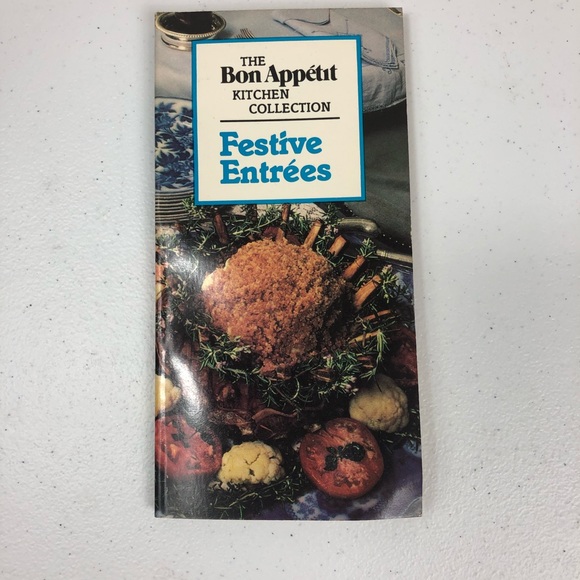 THE
Bon Appétit
KITCHEN
COLLECTION
Festive
Entrées